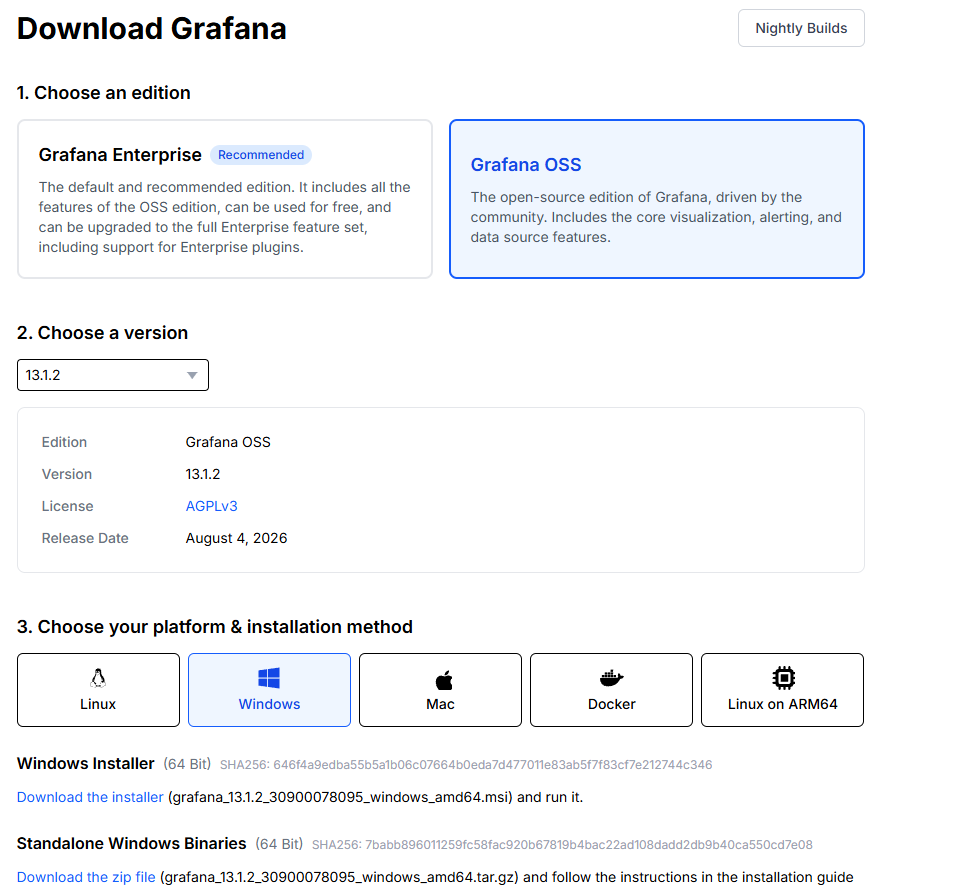 Download Grafana
Nightly Builds
1. Choose an edition
Grafana Enterprise Recommended
The default and recommended edition. It includes all the
features of the OSS edition, can be used for free, and
can be upgraded to the full Enterprise feature set,
including support for Enterprise plugins.
Grafana OSS
The open-source edition of Grafana, driven by the
community. Includes the core visualization, alerting, and
data source features.
2. Choose a version
13.1.2
Edition Grafana OSS
Version 13.1.2
License AGPLv3
Release Date August 4, 2026
3. Choose your platform & installation method
Linux
Windows
Mac
Docker
Linux on ARM64
Windows Installer (64 Bit) SHA256: 646f4a9edba55b5a1b06c07664b0eda7d477011e83ab5f7f83cf7e212744c346
Download the installer (grafana_13.1.2_30900078095_windows_amd64.msi) and run it.
Standalone Windows Binaries (64 Bit) SHA256: 7babb896011259fc58fac920b67819b4bac22ad108dadd2db9b40ca550cd7e08
Download the zip file (grafana_13.1.2_30900078095_windows_amd64.tar.gz) and follow the instructions in the installation guide